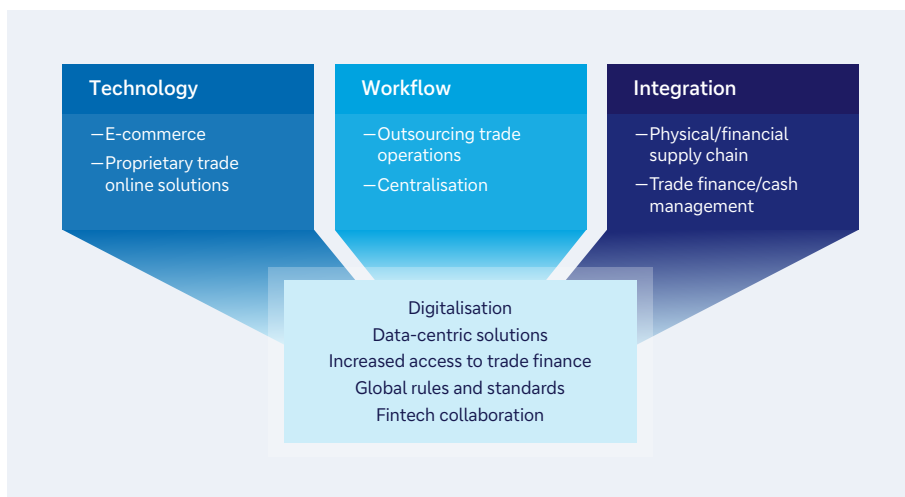 Technology
—E-commerce
—Proprietary trade
online solutions
Workflow
—Outsourcing trade
operations
—Centralisation
Integration
—Physical/financial
supply chain
—Trade finance/cash
management
Digitalisation
Data-centric solutions
Increased access to trade finance
Global rules and standards
Fintech collaboration